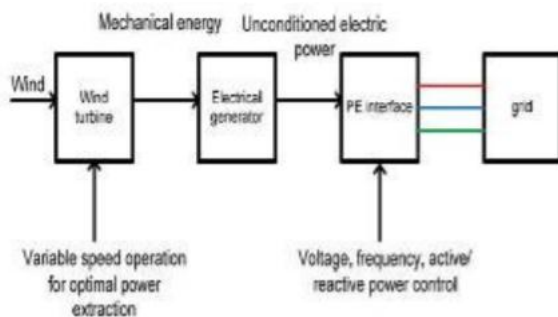 Mechanical energy
Unconditioned electric
power
Wind
Wind
turbine
Electrical
generator
PE interface
grid
Variable speed operation
for optimal power
extraction
Voltage, frequency, active/
reactive power control